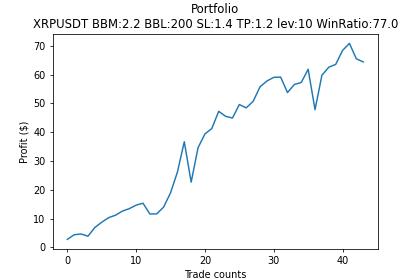 Portfolio
XRPUSDT BBM:2.2 BBL:200 SL:1.4 TP:1.2 lev:10 WinRatio:77.0
70
60
50
40
30
20
10
0
Profit ($)
0 10 20 30 40
Trade counts